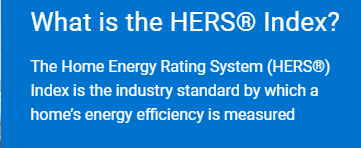 What is the HERS® Index?
The Home Energy Rating System (HERS®)
Index is the industry standard by which a
home's energy efficiency is measured